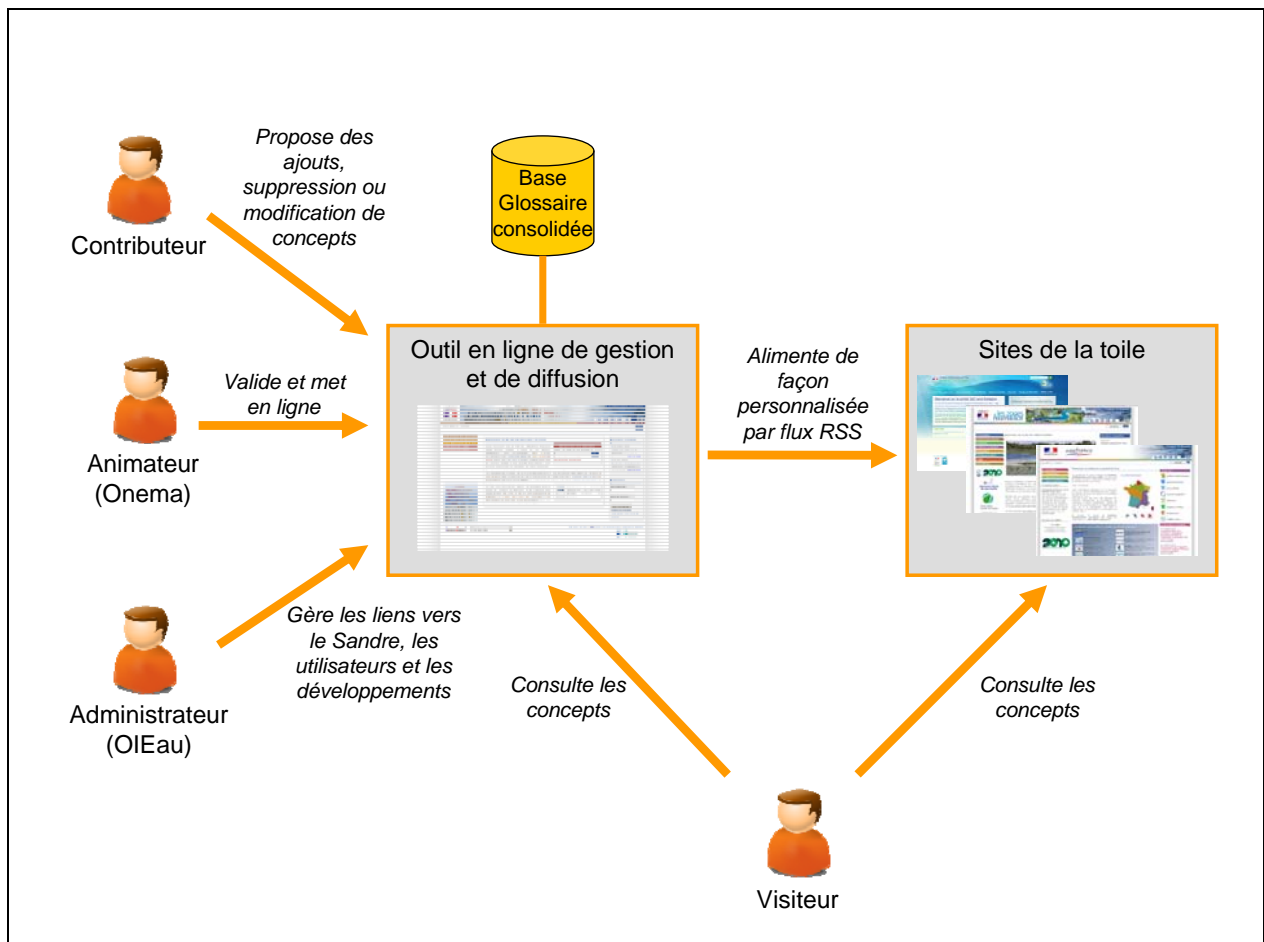 Propose des
ajouts,
suppression ou
modification de
concepts
Contributeur
Base
Glossaire
consolidée
Outil en ligne de gestion
et de diffusion
Alimente de
façon
personnalisée
par flux RSS
Sites de la toile
Valide et met
en ligne
Animateur
(Onema)
Gère les liens vers
le Sandre, les
utilisateurs et les
développements
Administrateur
(OIEau)
Consulte les
concepts
Consulte les
concepts
Visiteur